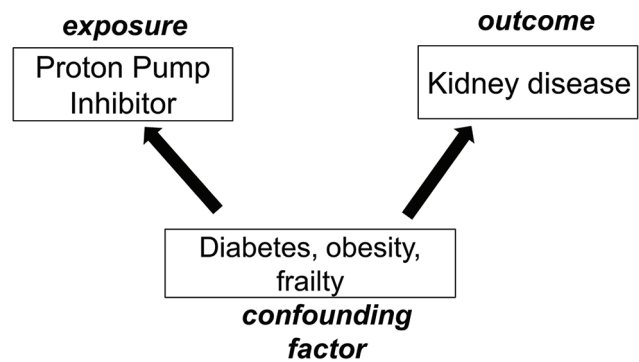 exposure
Proton Pump
Inhibitor
outcome
Kidney disease
Diabetes, obesity,
frailty
confounding
factor